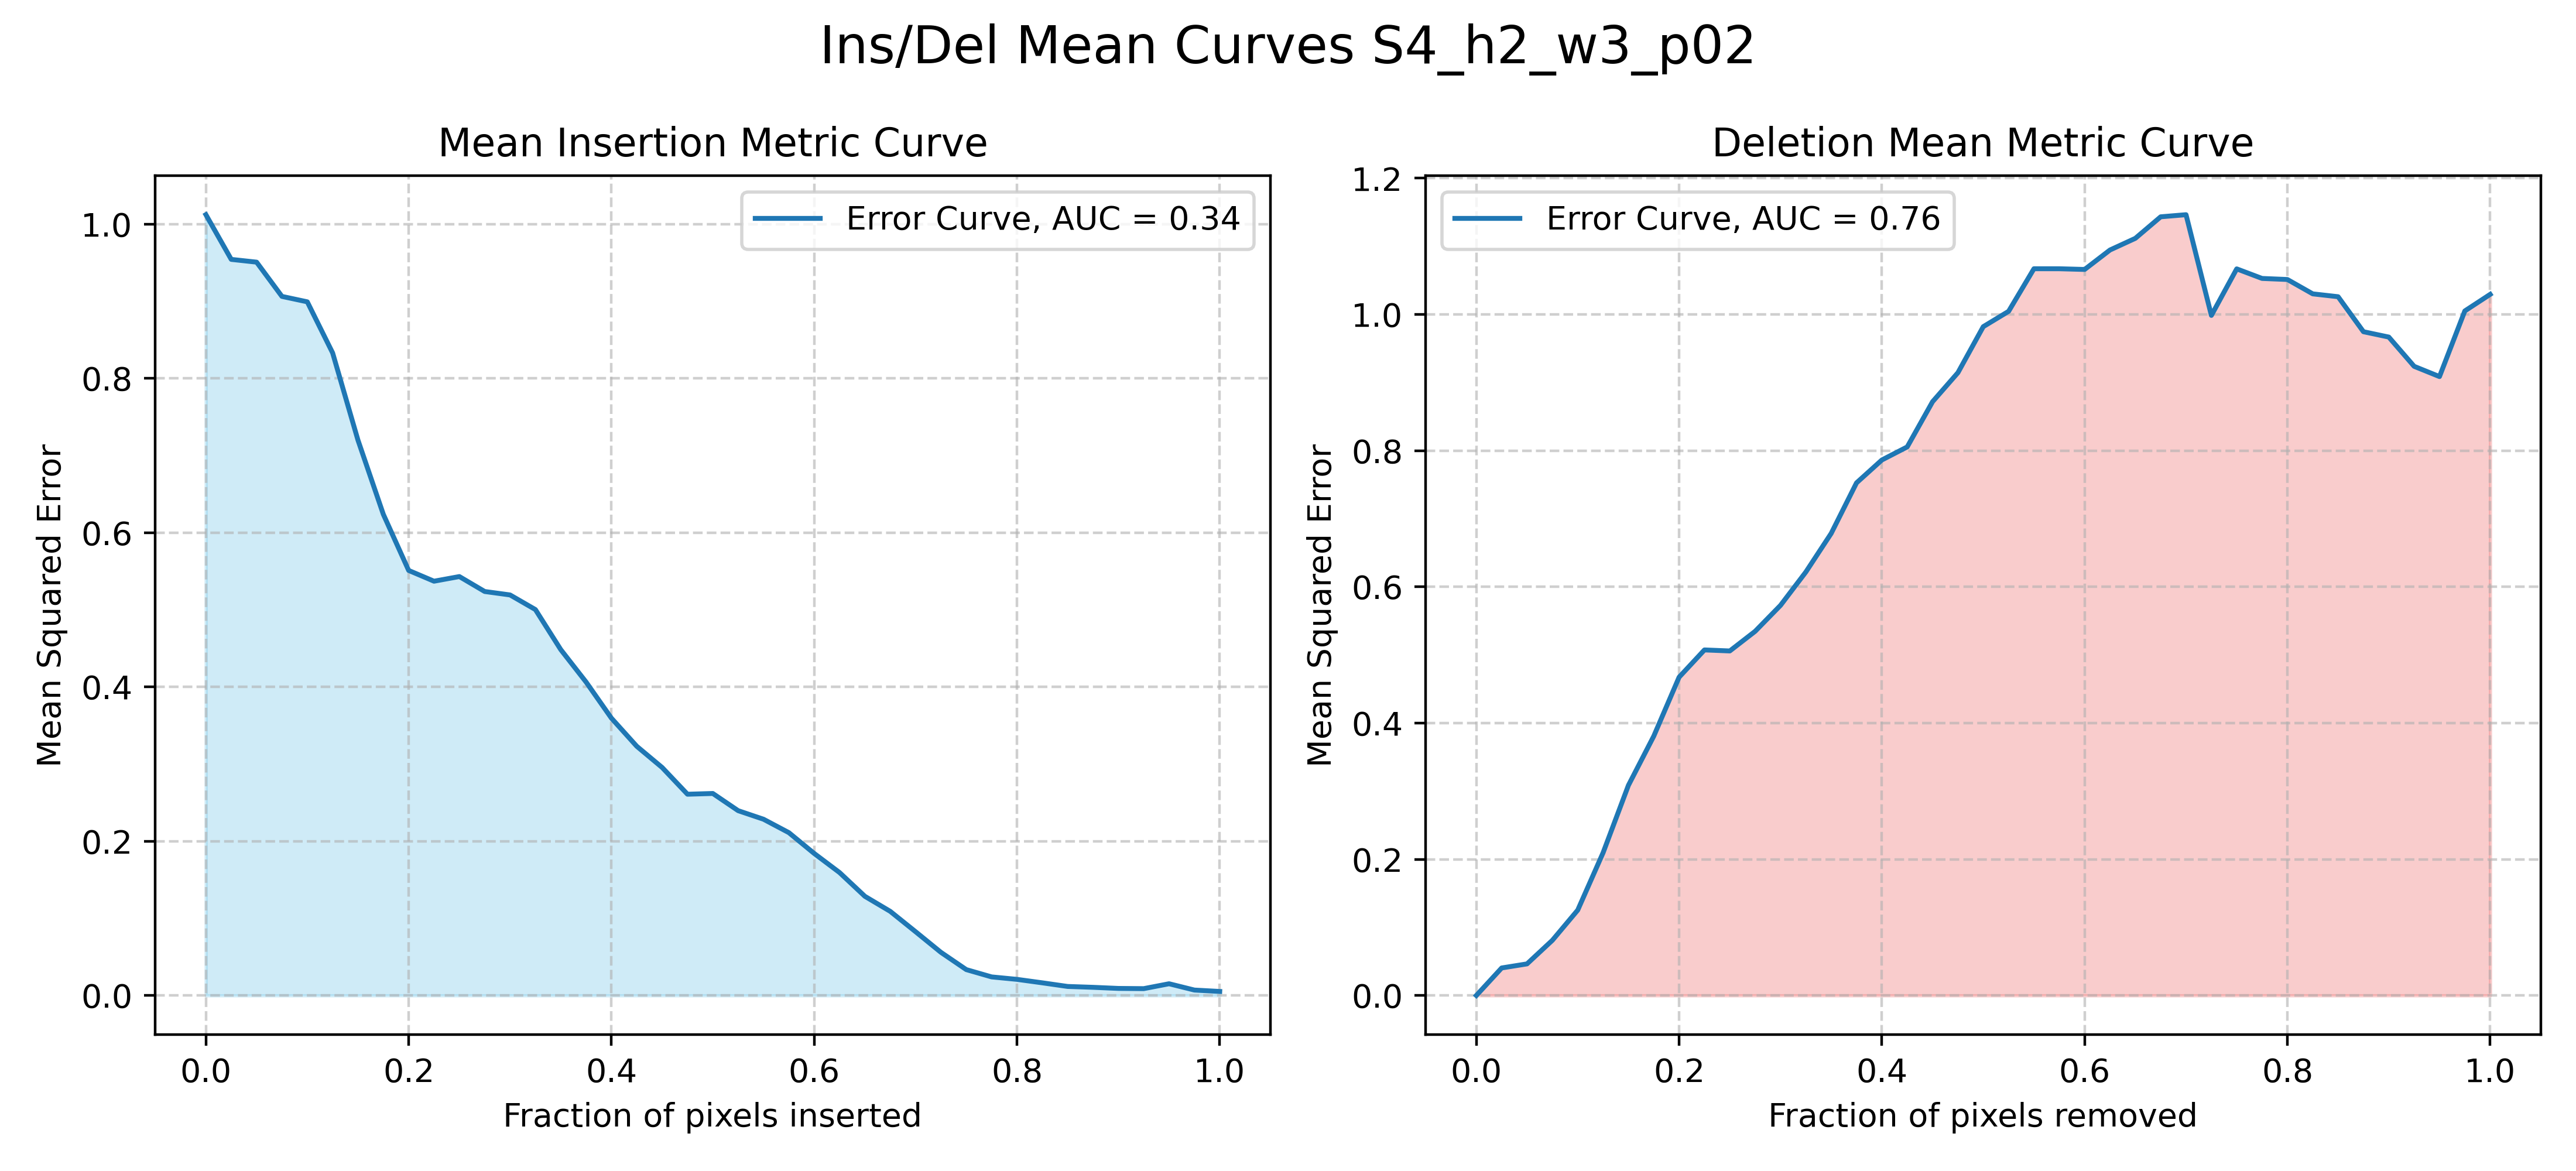 Ins/Del Mean Curves S4_h2_w3_p02
Mean Insertion Metric Curve
Error Curve, AUC = 0.34
Mean Squared Error
1.0
0.8
0.6
0.4
0.2
0.0
0.0 0.2 0.4 0.6 0.8 1.0
Fraction of pixels inserted
Deletion Mean Metric Curve
Error Curve, AUC = 0.76
Mean Squared Error
1.2
1.0
0.8
0.6
0.4
0.2
0.0
0.0 0.2 0.4 0.6 0.8 1.0
Fraction of pixels removed